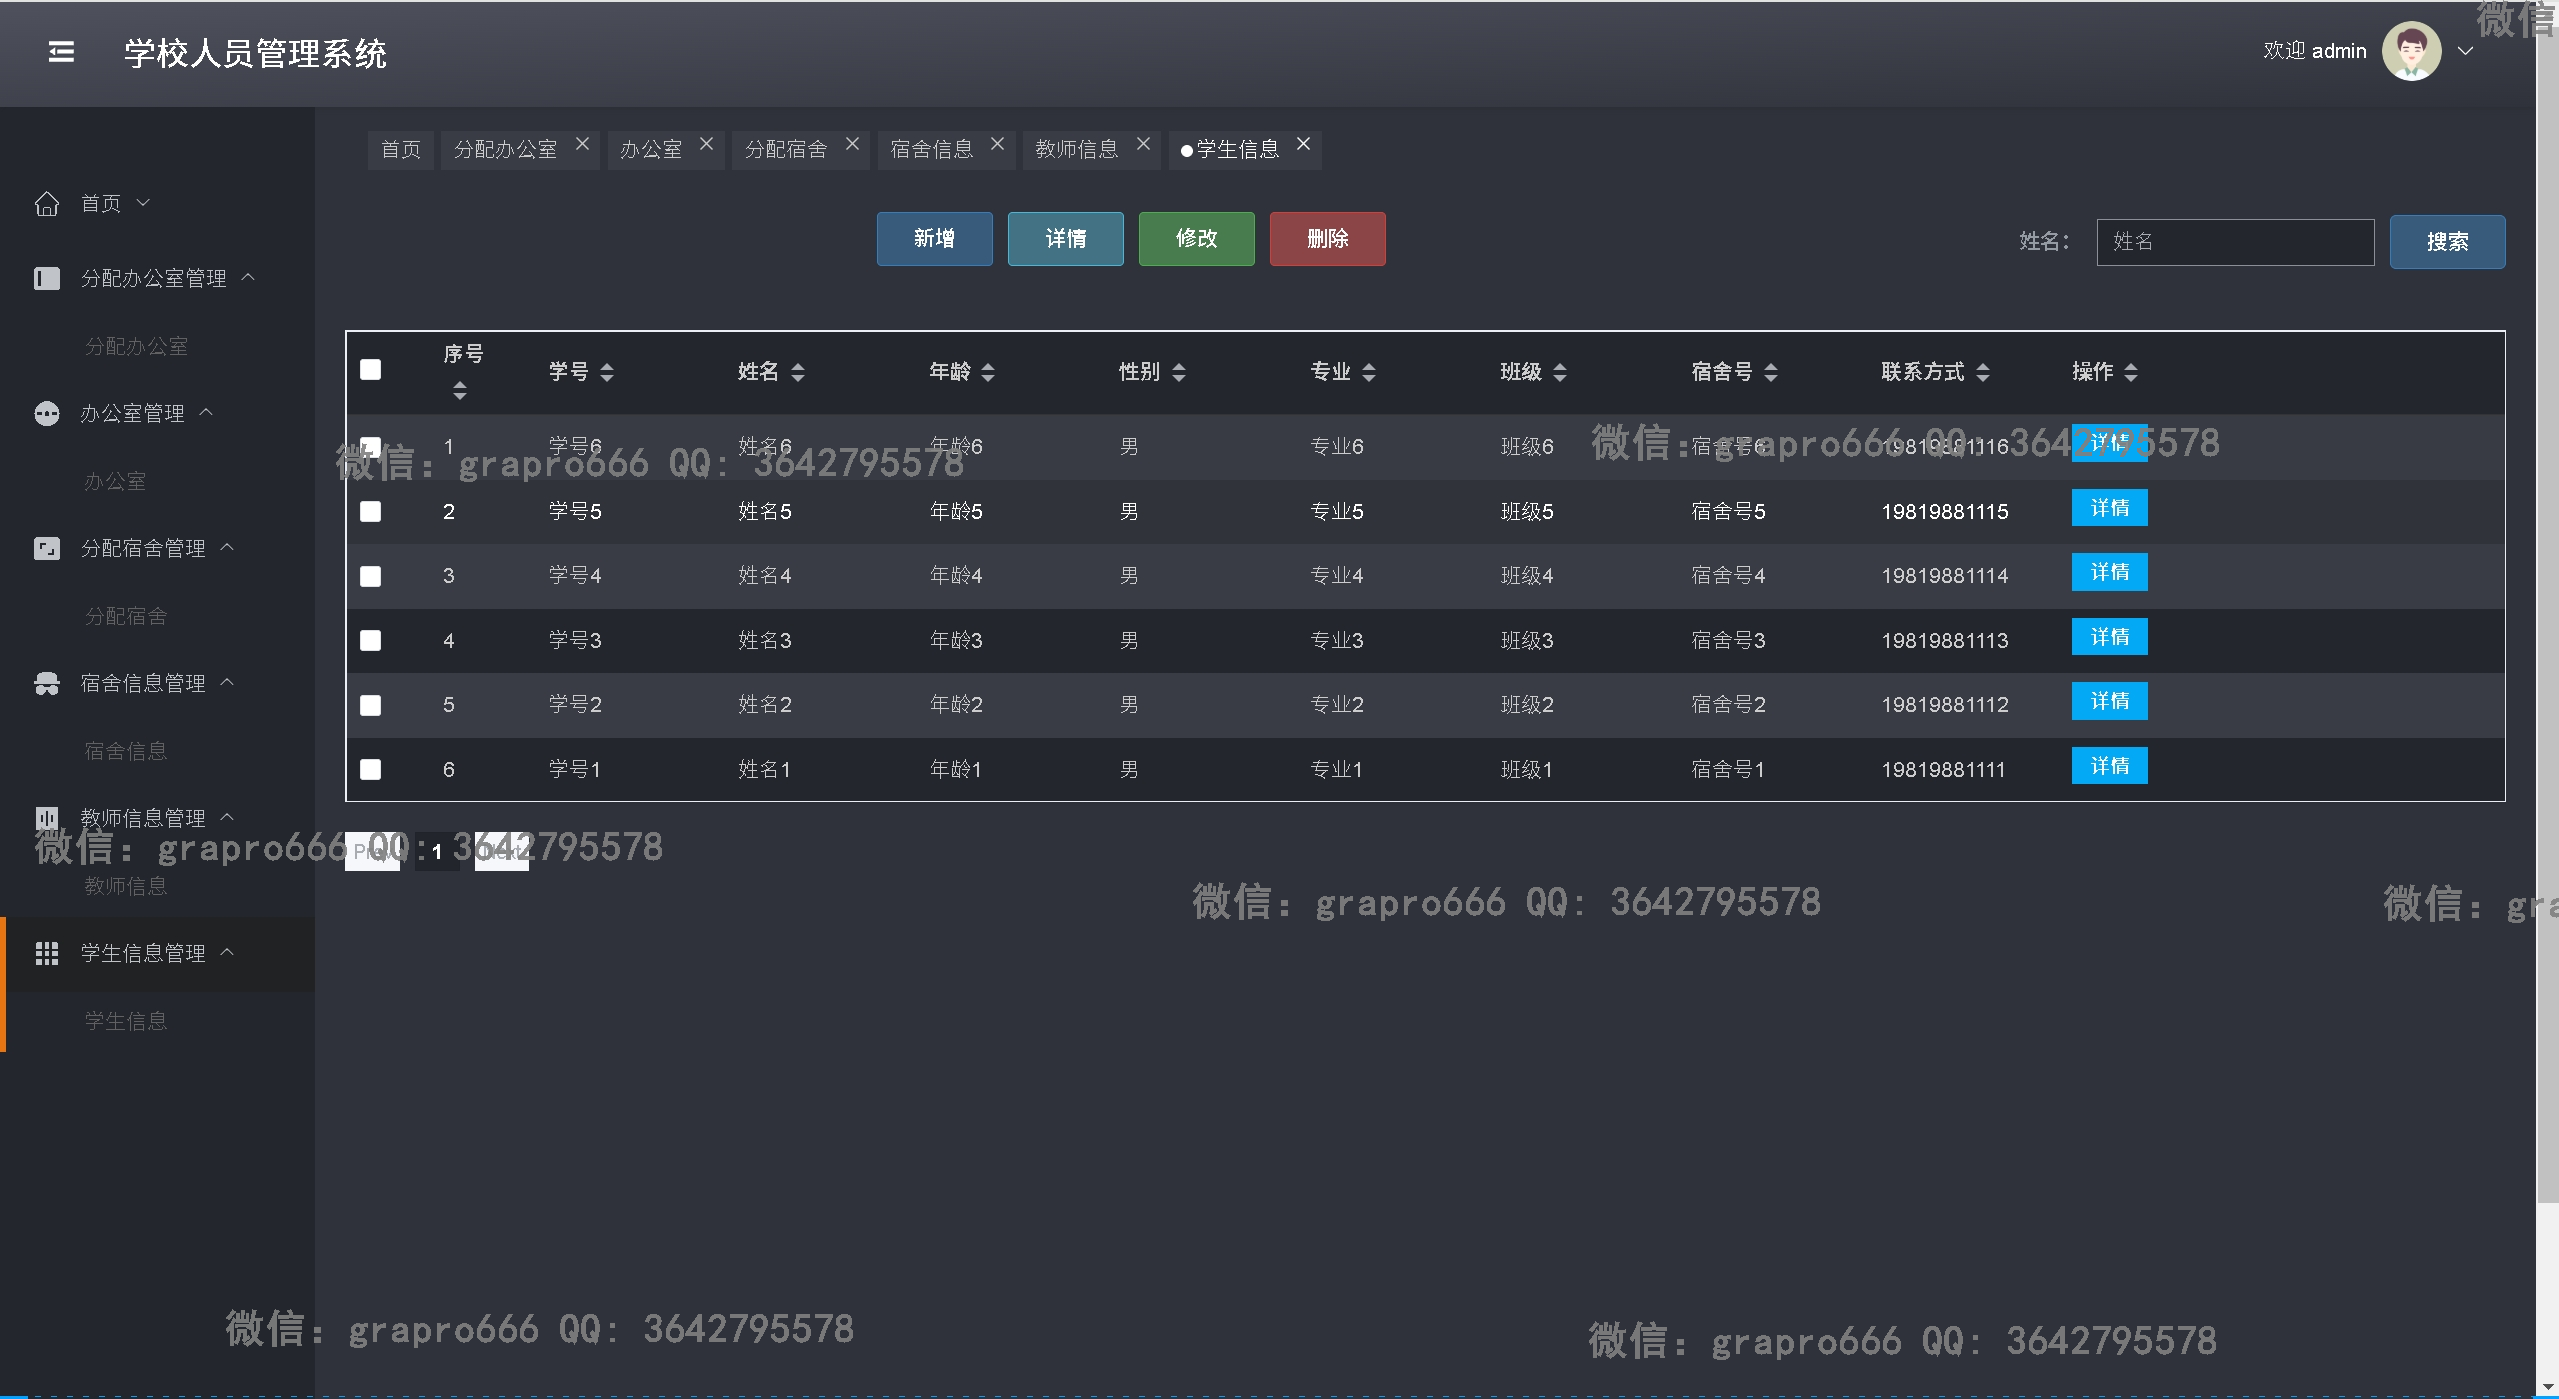 微信
学校人员管理系统
欢迎 admin
首页 分配办公室 办公室 分配宿舍 宿舍信息 教师信息 学生信息
首页
分配办公室管理
分配办公室
办公室管理
办公室
分配宿舍管理
分配宿舍
宿舍信息管理
宿舍信息
教师信息管理
教师信息
学生信息管理
学生信息
新增 详情 修改 删除
姓名: 姓名 搜索
序号 学号 姓名 年龄 性别 专业 班级 宿舍号 联系方式 操作
1 学号6 姓名6 年龄6 男 专业6 班级6 宿舍号6 19819881116 详情
2 学号5 姓名5 年龄5 男 专业5 班级5 宿舍号5 19819881115 详情
3 学号4 姓名4 年龄4 男 专业4 班级4 宿舍号4 19819881114 详情
4 学号3 姓名3 年龄3 男 专业3 班级3 宿舍号3 19819881113 详情
5 学号2 姓名2 年龄2 男 专业2 班级2 宿舍号2 19819881112 详情
6 学号1 姓名1 年龄1 男 专业1 班级1 宿舍号1 19819881111 详情
1
微信: grapro666 QQ: 3642795578
微信: grapro666 QQ: 3642795578
微信: grapro666 QQ: 3642795578
微信: grapro666 QQ: 3642795578
微信: gra
微信: grapro666 QQ: 3642795578
微信: grapro666 QQ: 3642795578